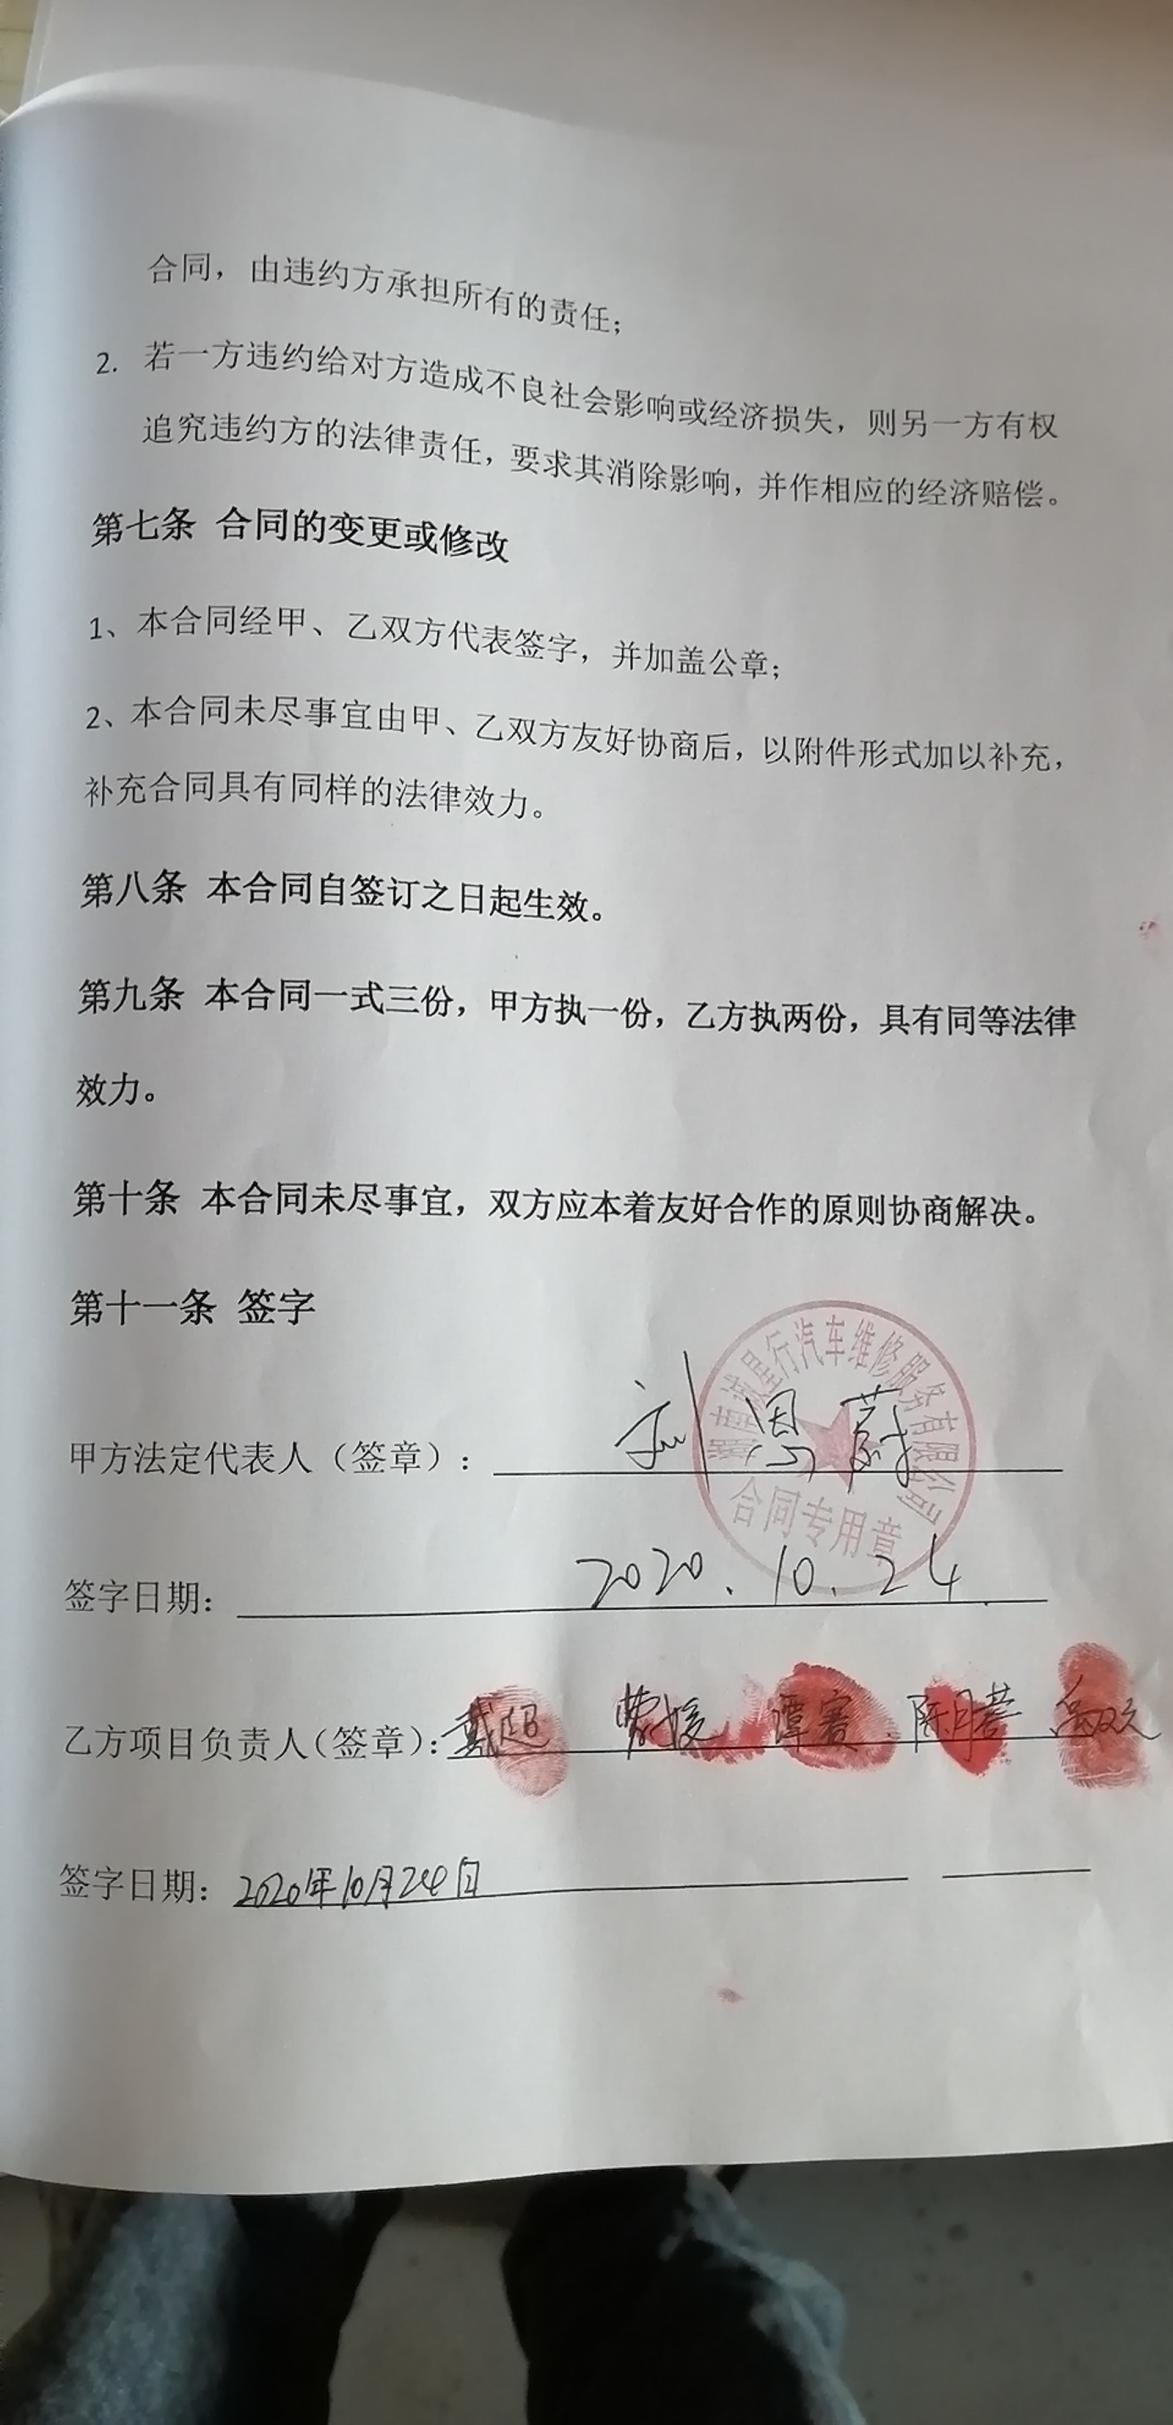 合同，由违约方承担所有的责任；
2. 若一方违约给对方造成不良社会影响或经济损失，则另一方有权
追究违约方的法律责任，要求其消除影响，并作相应的经济赔偿。
第七条 合同的变更或修改
1、本合同经甲、乙双方代表签字，并加盖公章；
2、本合同未尽事宜由甲、乙双方友好协商后，以附件形式加以补充，
补充合同具有同样的法律效力。
第八条 本合同自签订之日起生效。
第九条 本合同一式三份，甲方执一份，乙方执两份，具有同等法律
效力。
第十条 本合同未尽事宜，双方应本着友好合作的原则协商解决。
第十一条 签字
星行汽车维修服务有限公司
甲方法定代表人（签章）：刘恩蔚
合同专用章
签字日期：2020.10.24
乙方项目负责人（签章）：戴超 媛 谭赛 陈月
签字日期：2020年10月24日